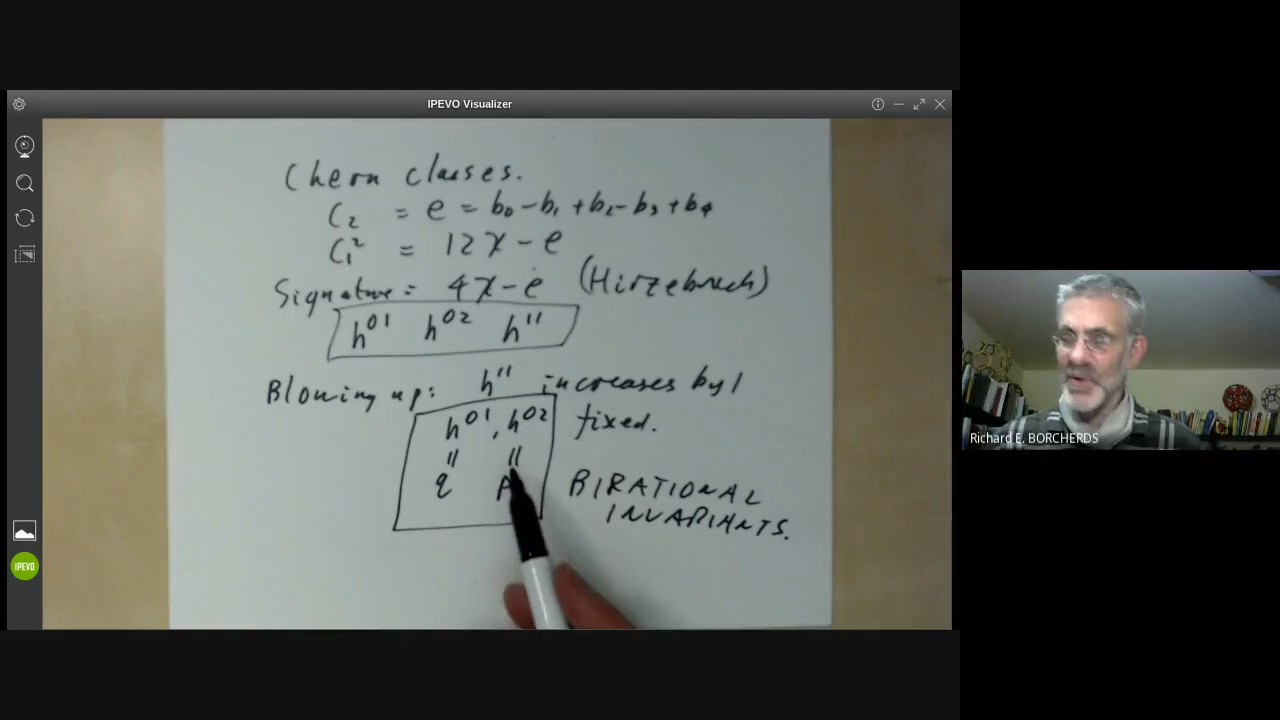 IPEVO Visualizer
Chern classes.
C₂ = e = b₀ - b₁ + b₂ - b₃ + b₄
C₁² = 12χ - e
Signature = 4χ - e (Hirzebruch)
h⁰¹ h⁰² h¹¹
Blowing up: h¹¹ increases by 1
h⁰¹, h⁰² fixed.
" "
q
BIRATIONAL
INVARIANTS.
IPEVO
Richard E. BORCHERDS